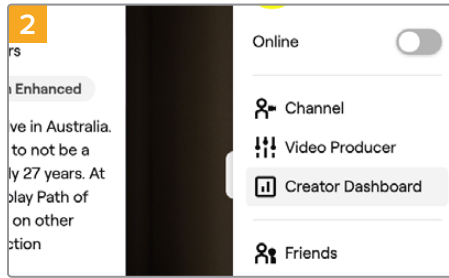 2
rs
Enhanced
ve in Australia.
to not be a
ly 27 years. At
play Path of
on other
ction
Online
Channel
Video Producer
Creator Dashboard
Friends